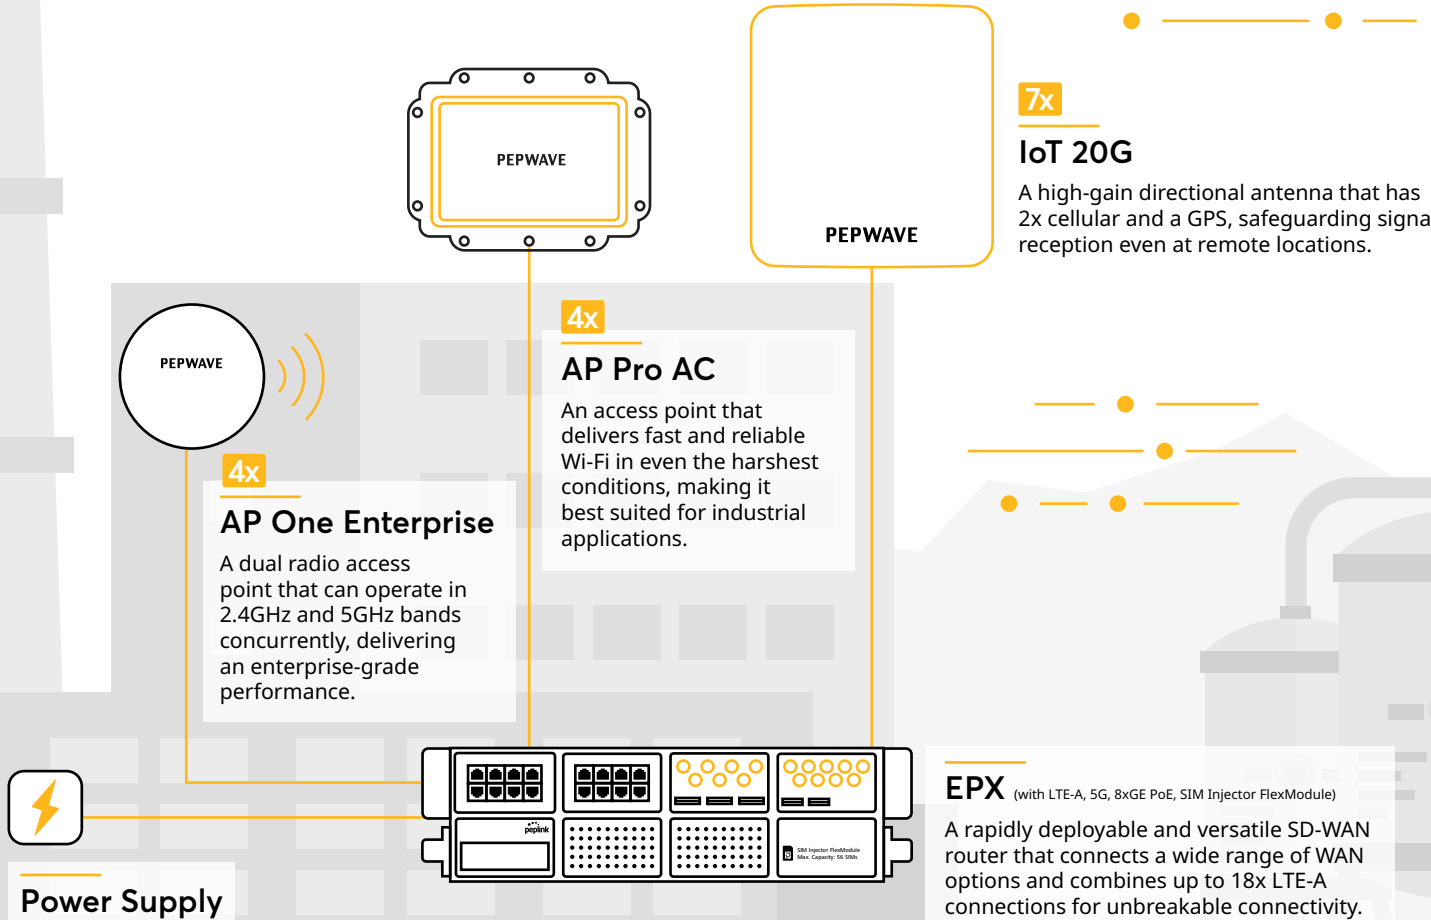 7x
IoT 20G
A high-gain directional antenna that has
2x cellular and a GPS, safeguarding signa
reception even at remote locations.
PEPWAVE
PEPWAVE
PEPWAVE
4x
AP Pro AC
An access point that
delivers fast and reliable
Wi-Fi in even the harshest
conditions, making it
best suited for industrial
applications.
4x
AP One Enterprise
A dual radio access
point that can operate in
2.4GHz and 5GHz bands
concurrently, delivering
an enterprise-grade
performance.
peplink
SIM Injector FlexModule
Max. Capacity: 56 SIMs
EPX (with LTE-A, 5G, 8xGE PoE, SIM Injector FlexModule)
A rapidly deployable and versatile SD-WAN
router that connects a wide range of WAN
options and combines up to 18x LTE-A
connections for unbreakable connectivity.
Power Supply